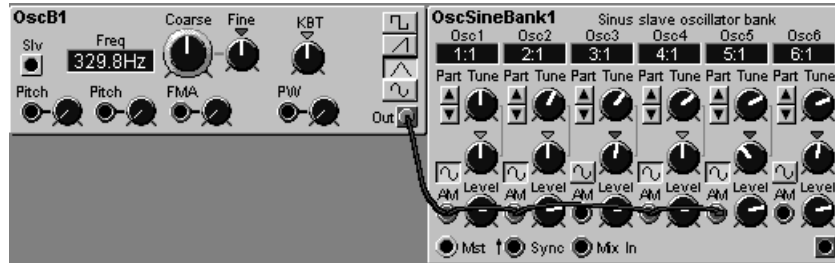 OscB1
Coarse Fine KBT
Slv Freq
329.8Hz
Pitch Pitch FMA PW
Out
OscSineBank1 Sinus slave oscillator bank
Osc1 Osc2 Osc3 Osc4 Osc5 Osc6
1:1 2:1 3:1 4:1 5:1 6:1
Part Tune Part Tune Part Tune Part Tune Part Tune Part Tune
AM Level AM Level AM Level AM Level AM Level AM Level
Mst Sync Mix In